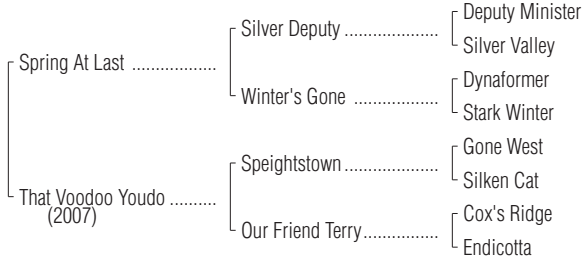 Deputy Minister
Silver Deputy ....................
Silver Valley
Spring At Last ..................
Dynaformer
Winter's Gone ..................
Stark Winter
Gone West
Speightstown ....................
Silken Cat
That Voodoo Youdo ..........
(2007)
Cox's Ridge
Our Friend Terry ................
Endicotta